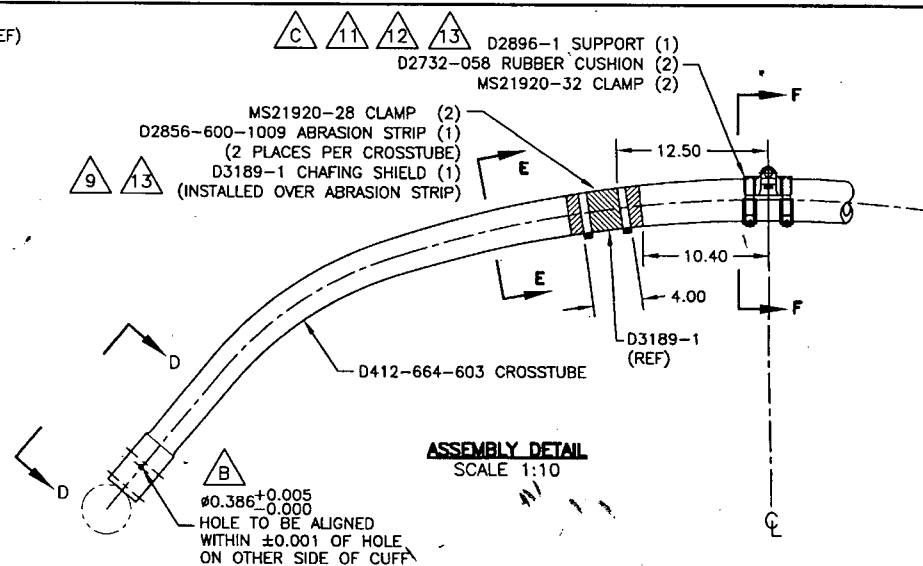 EF)
C 11 12 13 D2896-1 SUPPORT (1)
D2732-058 RUBBER CUSHION (2)
MS21920-32 CLAMP (2)
F
MS21920-28 CLAMP (2)
D2856-600-1009 ABRASION STRIP (1)
(2 PLACES PER CROSSTUBE)
9 13 D3189-1 CHAFING SHIELD (1)
(INSTALLED OVER ABRASION STRIP)
E
12.50
10.40
E
4.00
F
D3189-1
(REF)
D
D412-664-603 CROSSTUBE
D
ASSEMBLY DETAIL
SCALE 1:10
B
ø0.386 +0.005
-0.000
HOLE TO BE ALIGNED
WITHIN ±0.001 OF HOLE
ON OTHER SIDE OF CUFF
CL